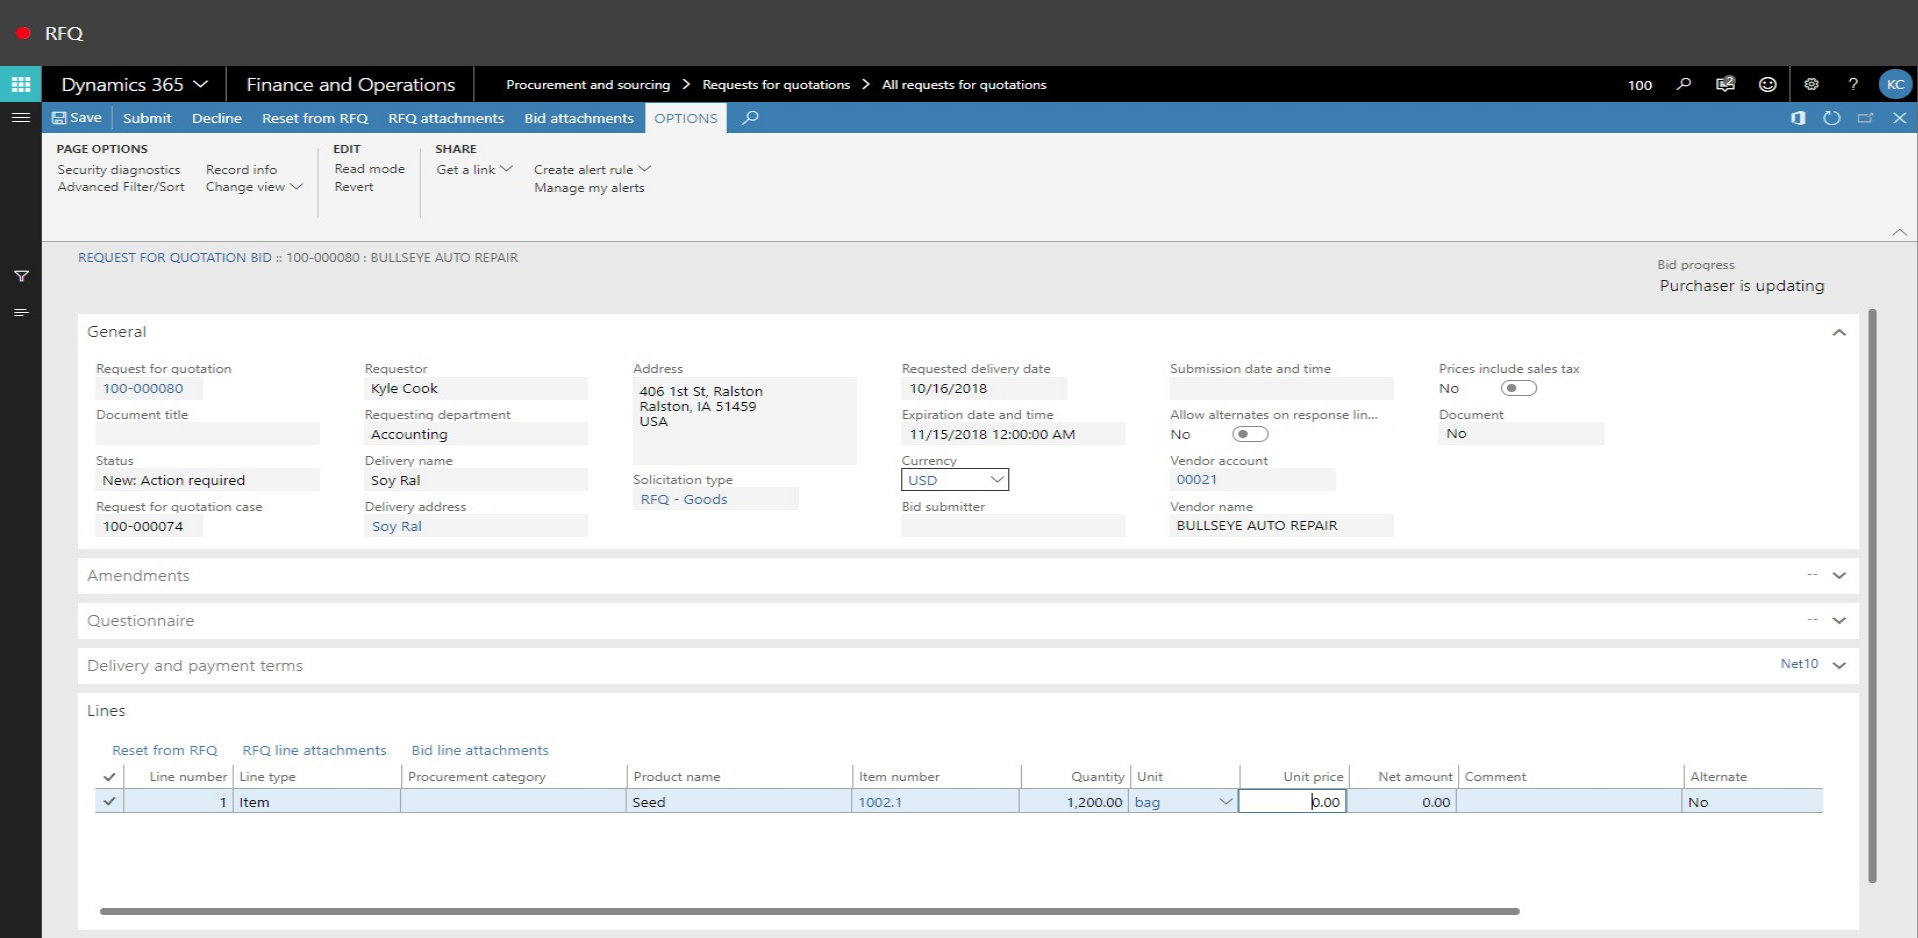 RFQ
Dynamics 365 Finance and Operations Procurement and sourcing > Requests for quotations > All requests for quotations 100 2 ? KC
Save Submit Decline Reset from RFQ RFQ attachments Bid attachments OPTIONS
PAGE OPTIONS EDIT SHARE
Security diagnostics Record info Read mode Get a link Create alert rule
Advanced Filter/Sort Change view Revert Manage my alerts
REQUEST FOR QUOTATION BID :: 100-000080 : BULLSEYE AUTO REPAIR
Bid progress
Purchaser is updating
General
Request for quotation
100-000080
Document title
Status
New: Action required
Request for quotation case
100-000074
Requestor
Kyle Cook
Requesting department
Accounting
Delivery name
Soy Ral
Delivery address
Soy Ral
Address
406 1st St, Ralston
Ralston, IA 51459
USA
Solicitation type
RFQ - Goods
Requested delivery date
10/16/2018
Expiration date and time
11/15/2018 12:00:00 AM
Currency
USD
Bid submitter
Submission date and time
Allow alternates on response lin...
No
Vendor account
00021
Vendor name
BULLSEYE AUTO REPAIR
Prices include sales tax
No
Document
No
Amendments --
Questionnaire --
Delivery and payment terms Net10
Lines
Reset from RFQ RFQ line attachments Bid line attachments
Line number Line type Procurement category Product name Item number Quantity Unit Unit price Net amount Comment Alternate
1 Item Seed 1002.1 1,200.00 bag 0.00 0.00 No